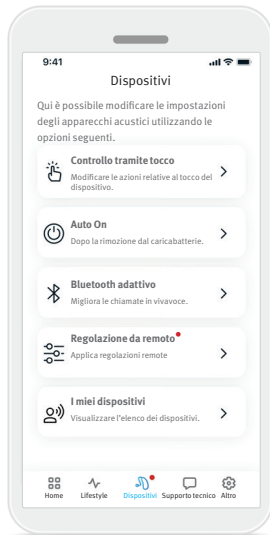 9:41
Dispositivi
Qui è possibile modificare le impostazioni
degli apparecchi acustici utilizzando le
opzioni seguenti.
Controllo tramite tocco
Modificare le azioni relative al tocco del
dispositivo.
Auto On
Dopo la rimozione dal caricabatterie.
Bluetooth adattivo
Migliora le chiamate in vivavoce.
Regolazione da remoto
Applica regolazioni remote
I miei dispositivi
Visualizzare l'elenco dei dispositivi.
Home Lifestyle Dispositivi Supporto tecnico Altro